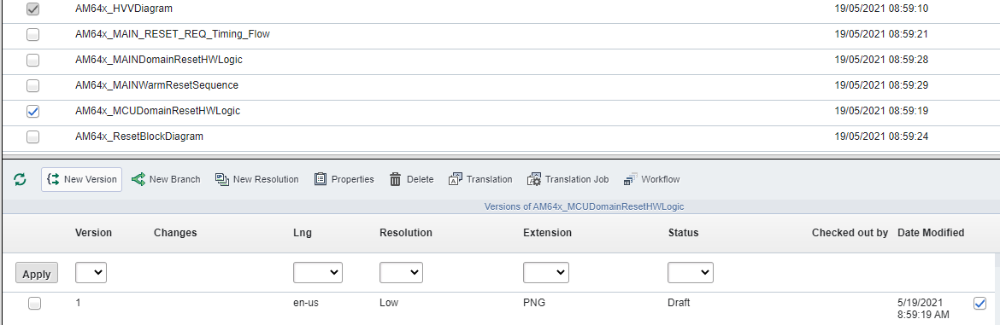 AM64x_HVVDiagram 19/05/2021 08:59:10
AM64x_MAIN_RESET_REQ_Timing_Flow 19/05/2021 08:59:21
AM64x_MAINDomainResetHWLogic 19/05/2021 08:59:28
AM64x_MAINWarmResetSequence 19/05/2021 08:59:29
AM64x_MCUDomainResetHWLogic 19/05/2021 08:59:19
AM64x_ResetBlockDiagram 19/05/2021 08:59:24
New Version New Branch New Resolution Properties Delete Translation Translation Job Workflow
Versions of AM64x_MCUDomainResetHWLogic
Version Changes Lng Resolution Extension Status Checked out by Date Modified
Apply
1 en-us Low PNG Draft 5/19/2021
8:59:19 AM